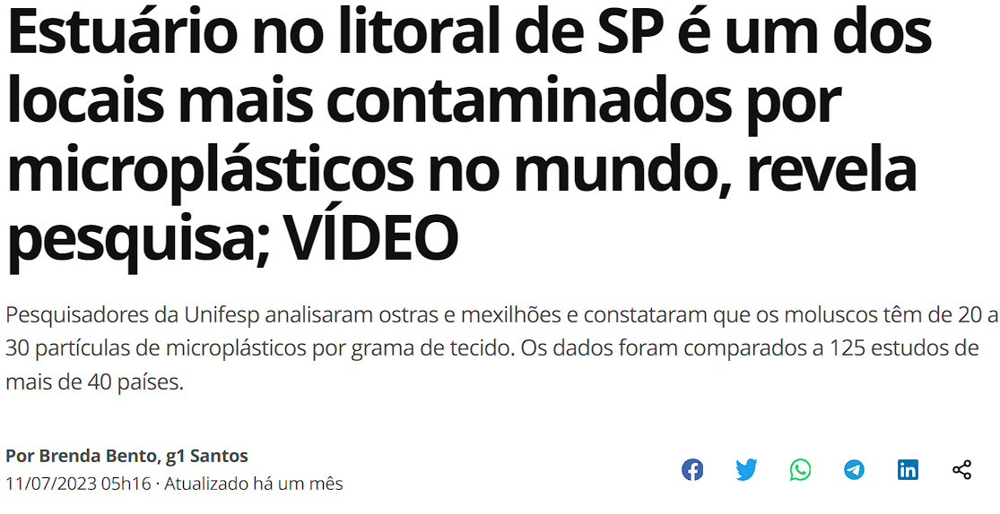 Estuário no litoral de SP é um dos
locais mais contaminados por
microplásticos no mundo, revela
pesquisa; VÍDEO
Pesquisadores da Unifesp analisaram ostras e mexilhões e constataram que os moluscos têm de 20 a
30 partículas de microplásticos por grama de tecido. Os dados foram comparados a 125 estudos de
mais de 40 países.
Por Brenda Bento, g1 Santos
11/07/2023 05h16 · Atualizado há um mês